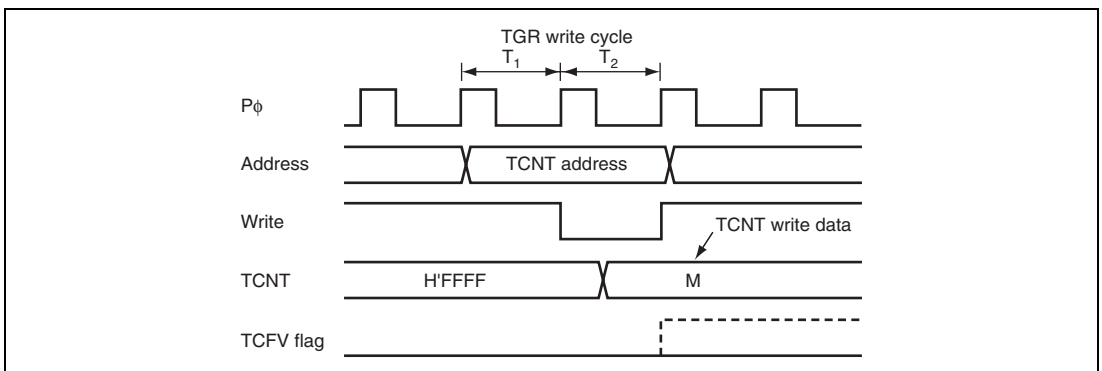 TGR write cycle
T1 T2
Pϕ
Address
TCNT address
Write
TCNT write data
TCNT
H'FFFF
M
TCFV flag